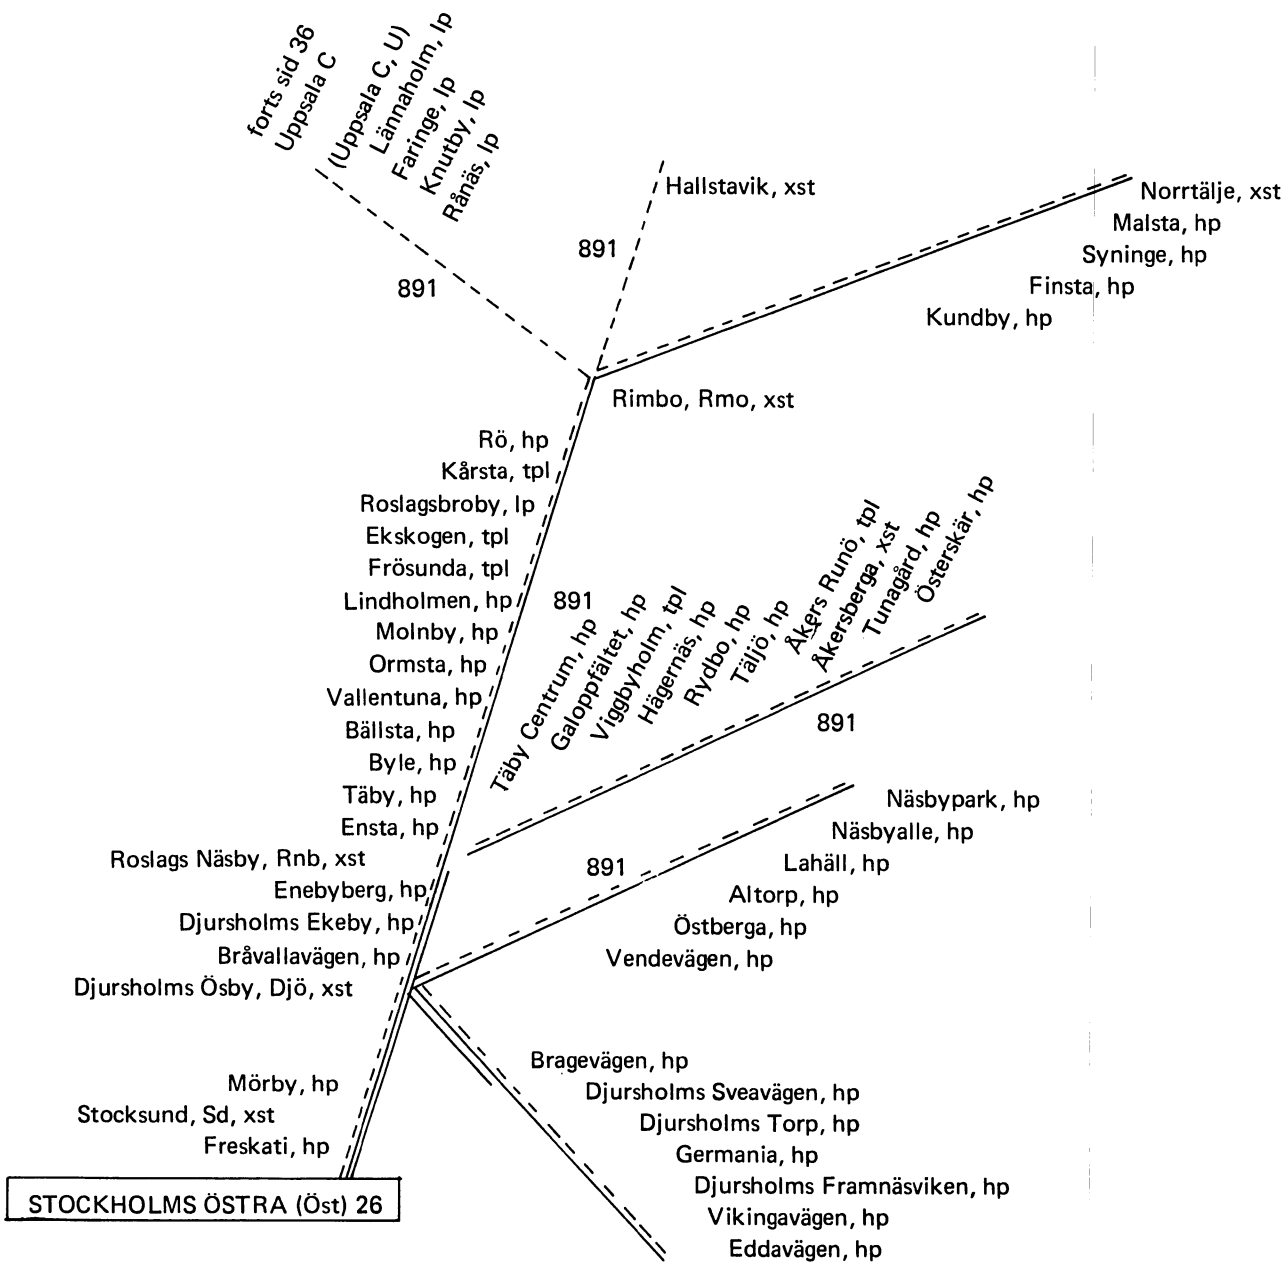 forts sid 36
Uppsala C
(Uppsala C, U)
Lännaholm, lp
Faringe, lp
Knutby, lp
Rånäs, lp
891
Hallstavik, xst
891
Norrtälje, xst
Malsta, hp
Syninge, hp
Finsta, hp
Kundby, hp
Rimbo, Rmo, xst
Rö, hp
Kårsta, tpl
Roslagsbroby, lp
Ekskogen, tpl
Frösunda, tpl
Lindholmen, hp
891
Molnby, hp
Ormsta, hp
Vallentuna, hp
Bällsta, hp
Byle, hp
Täby, hp
Ensta, hp
Roslags Näsby, Rnb, xst
Enebyberg, hp
Djursholms Ekeby, hp
Bråvallavägen, hp
Djursholms Ösby, Djö, xst
Täby Centrum, hp
Galoppfältet, hp
Viggbyholm, tpl
Hägernäs, hp
Rydbo, hp
Täljö, hp
Åkers Runö, tpl
Åkersberga, xst
Tunagård, hp
Österskär, hp
891
Näsbypark, hp
Näsbyalle, hp
Lahäll, hp
Altorp, hp
Östberga, hp
Vendevägen, hp
891
Bragevägen, hp
Djursholms Sveavägen, hp
Djursholms Torp, hp
Germania, hp
Djursholms Framnäsviken, hp
Vikingavägen, hp
Eddavägen, hp
Mörby, hp
Stocksund, Sd, xst
Freskati, hp
STOCKHOLMS ÖSTRA (Öst) 26